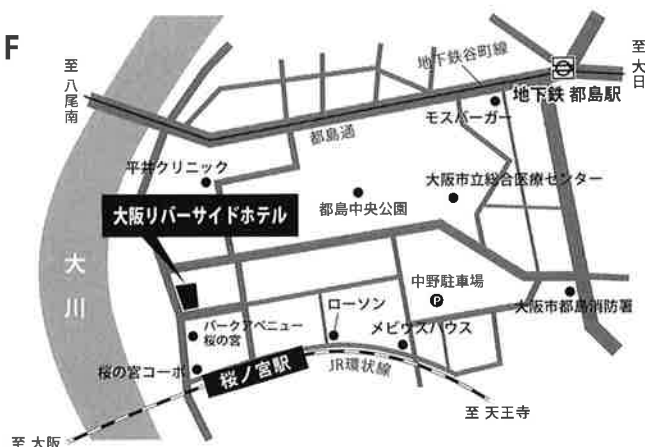 F
至 八尾南
地下鉄谷町線
至 大日
地下鉄 都島駅
モスバーガー
都島通
平井クリニック
大阪市立総合医療センター
都島中央公園
大阪リバーサイドホテル
大川
中野駐車場
P
大阪市都島消防署
パークアベニュー
桜の宮
ローソン
メビウスハウス
桜の宮コーポ
桜ノ宮駅
JR環状線
至 天王寺
至 大阪